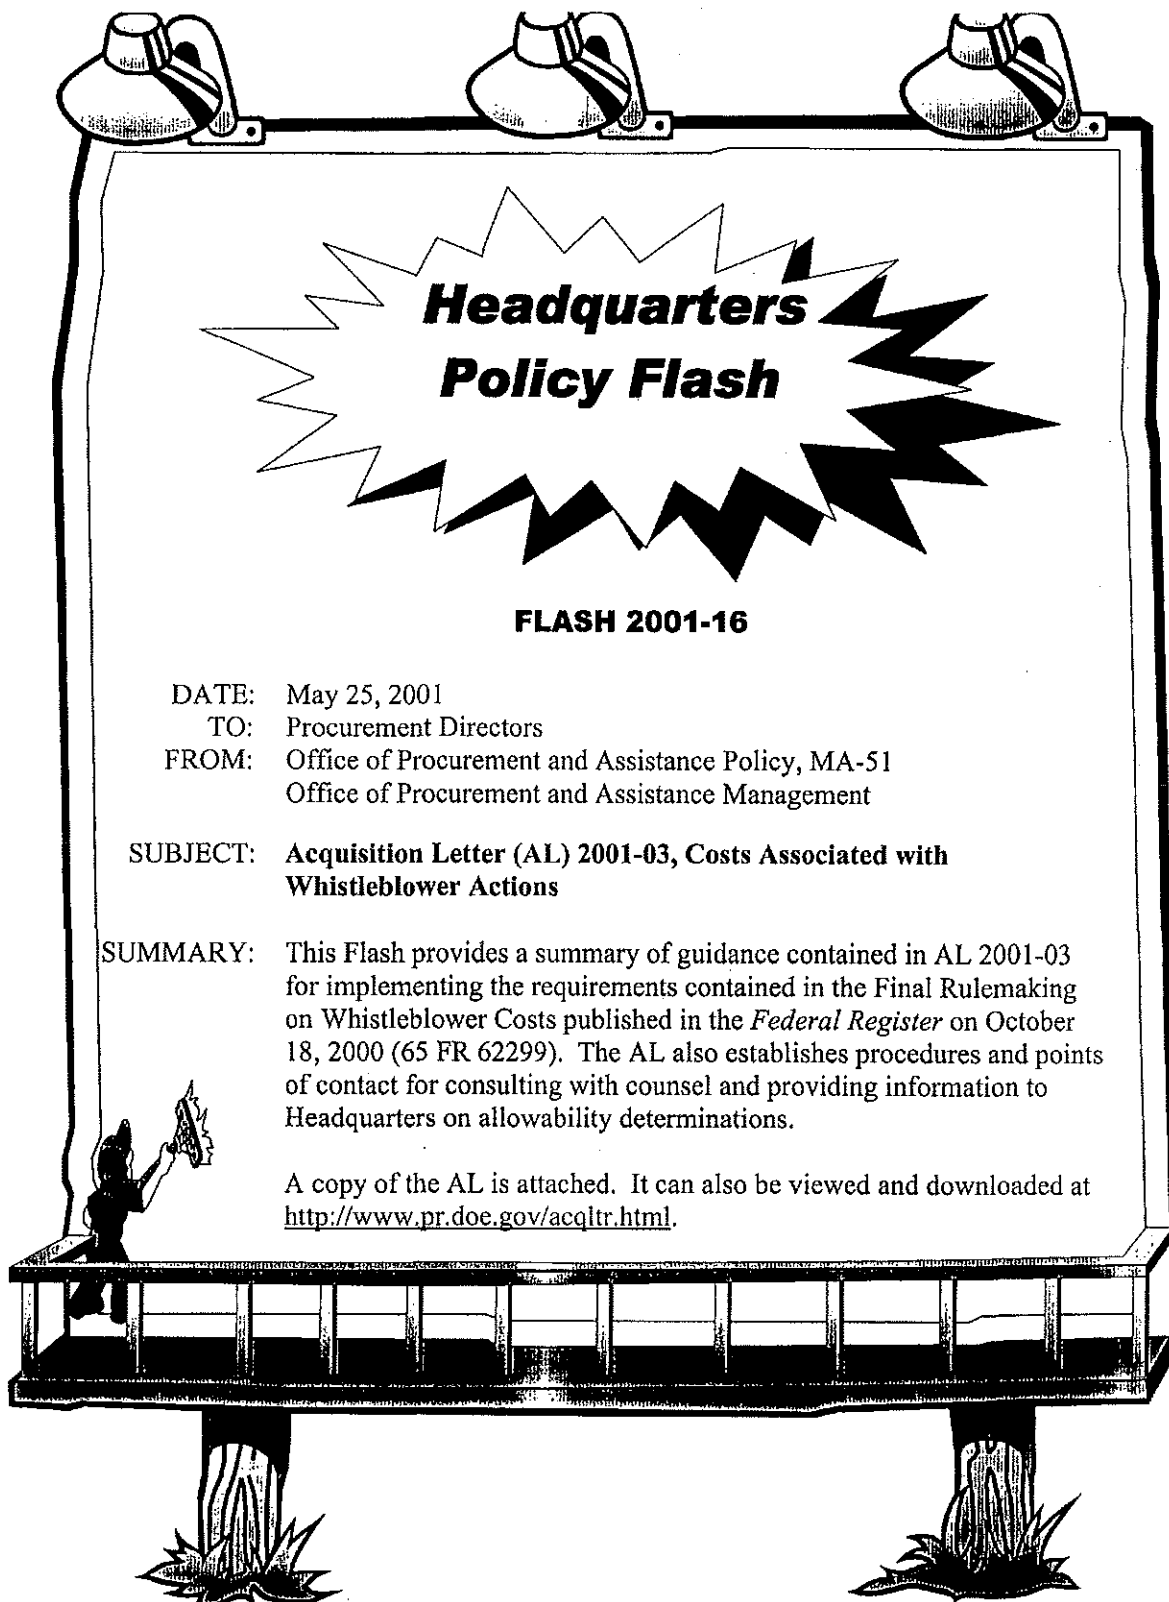 Headquarters
Policy Flash
FLASH 2001-16
DATE: May 25, 2001
TO: Procurement Directors
FROM: Office of Procurement and Assistance Policy, MA-51
Office of Procurement and Assistance Management
SUBJECT: Acquisition Letter (AL) 2001-03, Costs Associated with
Whistleblower Actions
SUMMARY: This Flash provides a summary of guidance contained in AL 2001-03
for implementing the requirements contained in the Final Rulemaking
on Whistleblower Costs published in the Federal Register on October
18, 2000 (65 FR 62299). The AL also establishes procedures and points
of contact for consulting with counsel and providing information to
Headquarters on allowability determinations.
A copy of the AL is attached. It can also be viewed and downloaded at
http://www.pr.doe.gov/acqltr.html.